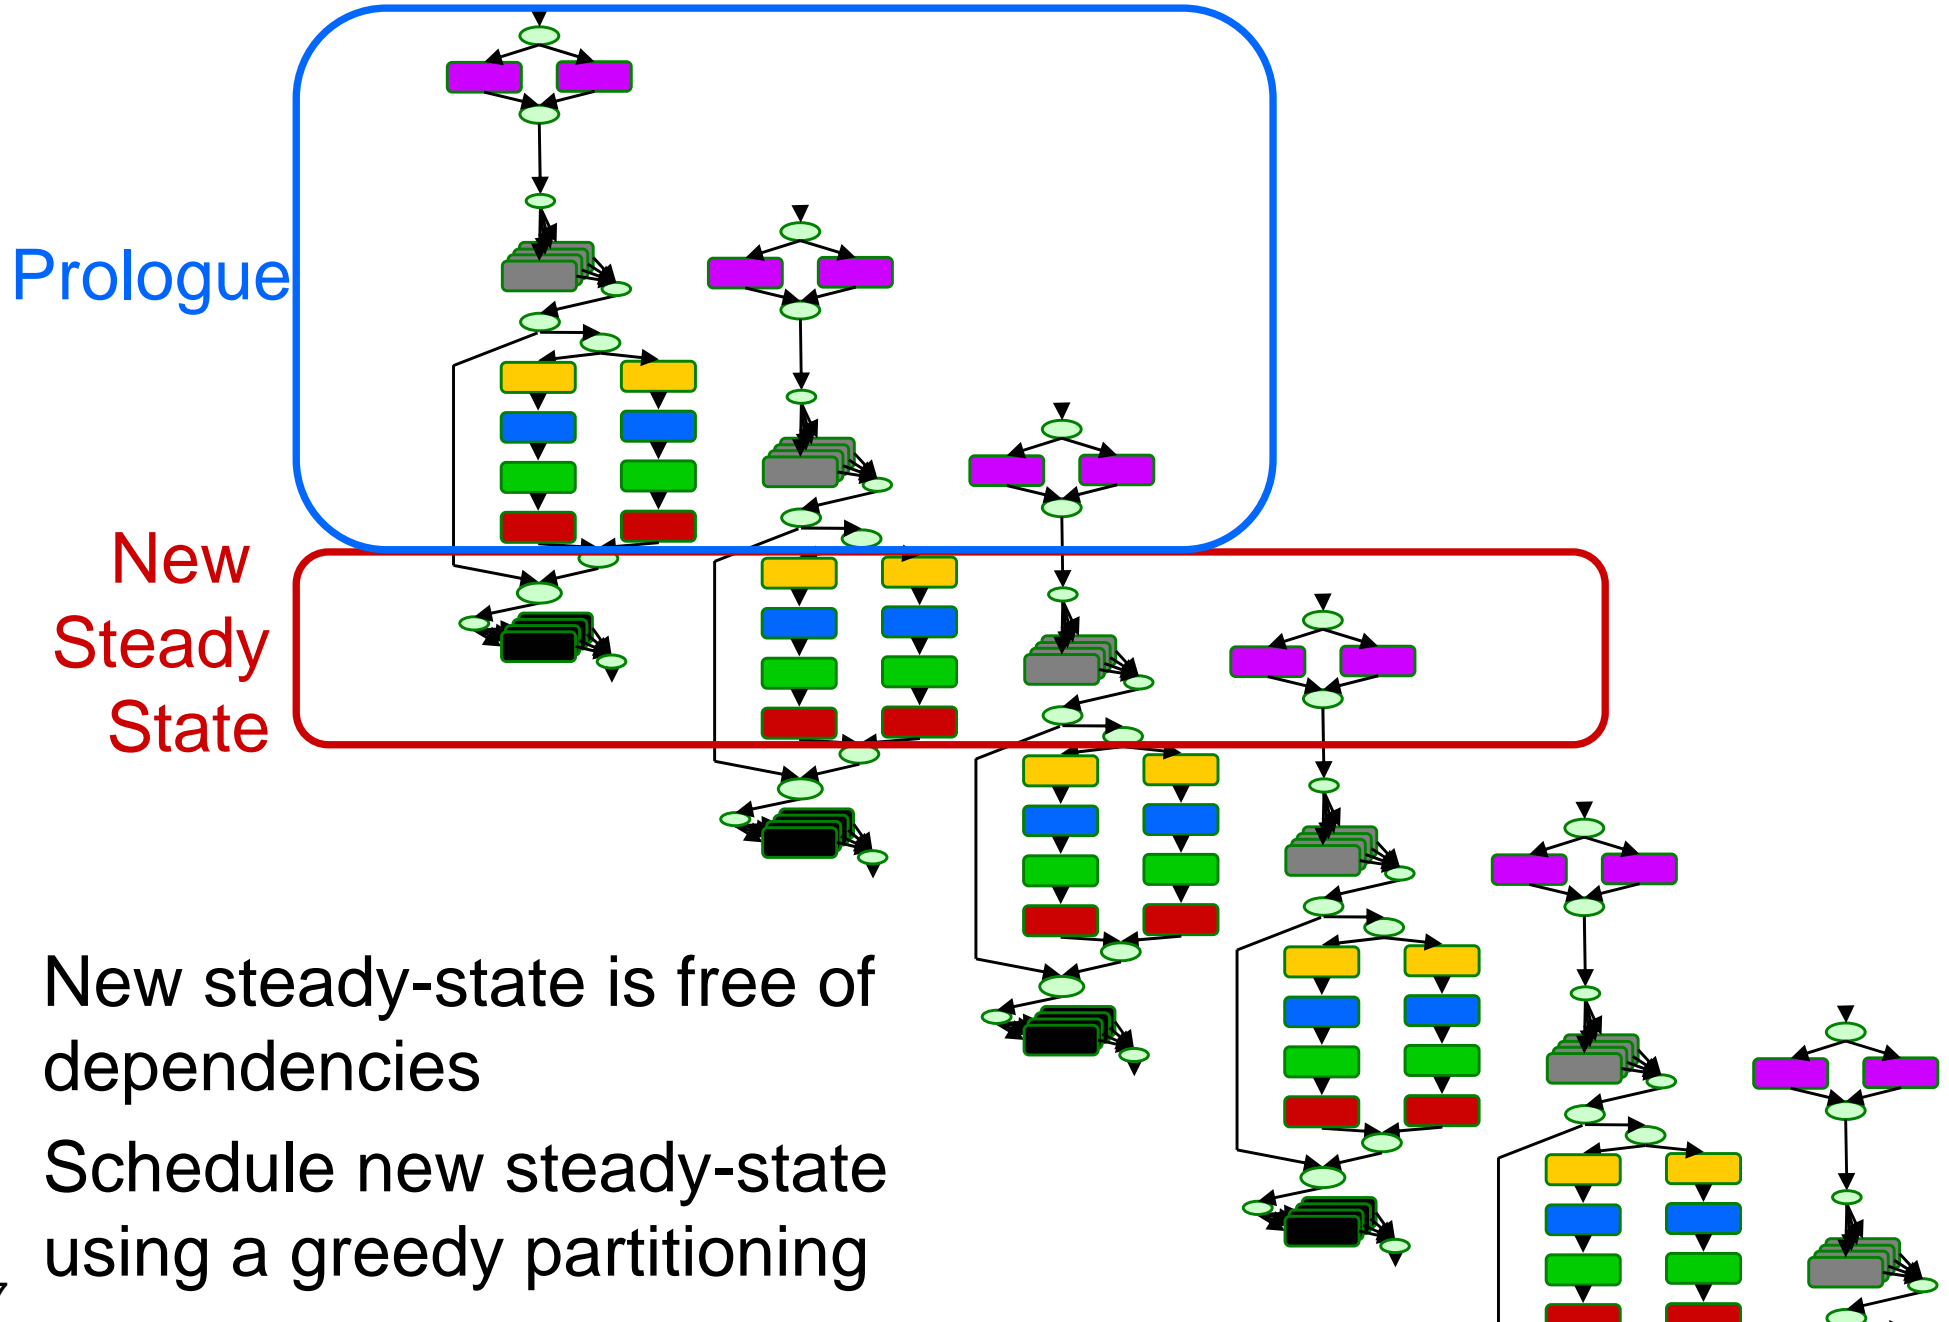 Prologue
New
Steady
State
New steady-state is free of
dependencies
Schedule new steady-state
using a greedy partitioning